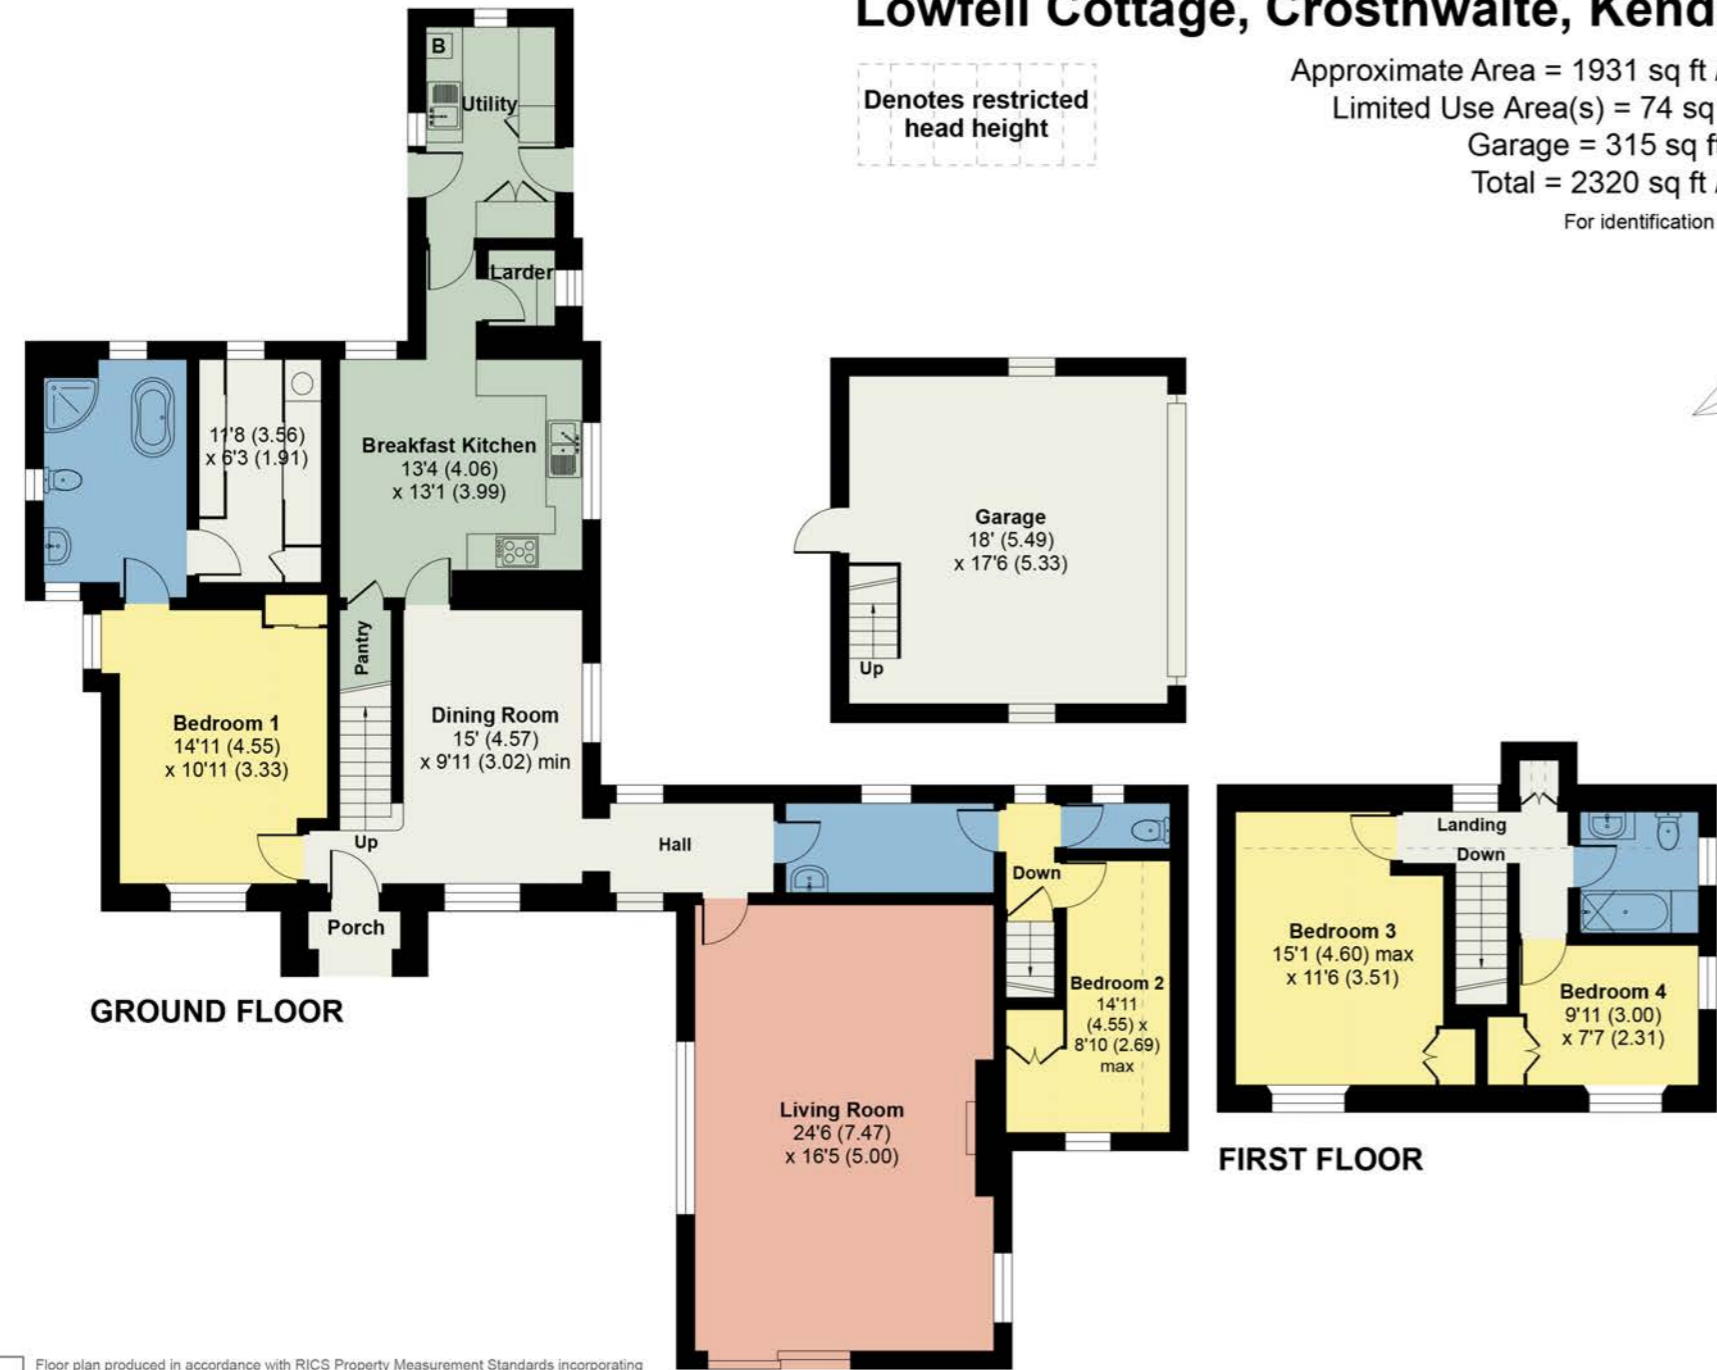 Lowfell Cottage, Crosthwaite, Kend
Denotes restricted
head height
Approximate Area = 1931 sq ft /
Limited Use Area(s) = 74 sq
Garage = 315 sq ft
Total = 2320 sq ft /
For identification
B
Utility
Larder
11'8 (3.56)
x 6'3 (1.91)
Breakfast Kitchen
13'4 (4.06)
x 13'1 (3.99)
Garage
18' (5.49)
x 17'6 (5.33)
Up
Pantry
Bedroom 1
14'11 (4.55)
x 10'11 (3.33)
Dining Room
15' (4.57)
x 9'11 (3.02) min
Up
Hall
Down
Porch
Bedroom 2
14'11
(4.55) x
8'10 (2.69)
max
Living Room
24'6 (7.47)
x 16'5 (5.00)
GROUND FLOOR
Landing
Down
Bedroom 3
15'1 (4.60) max
x 11'6 (3.51)
Bedroom 4
9'11 (3.00)
x 7'7 (2.31)
FIRST FLOOR
Floor plan produced in accordance with RICS Property Measurement Standards incorporating